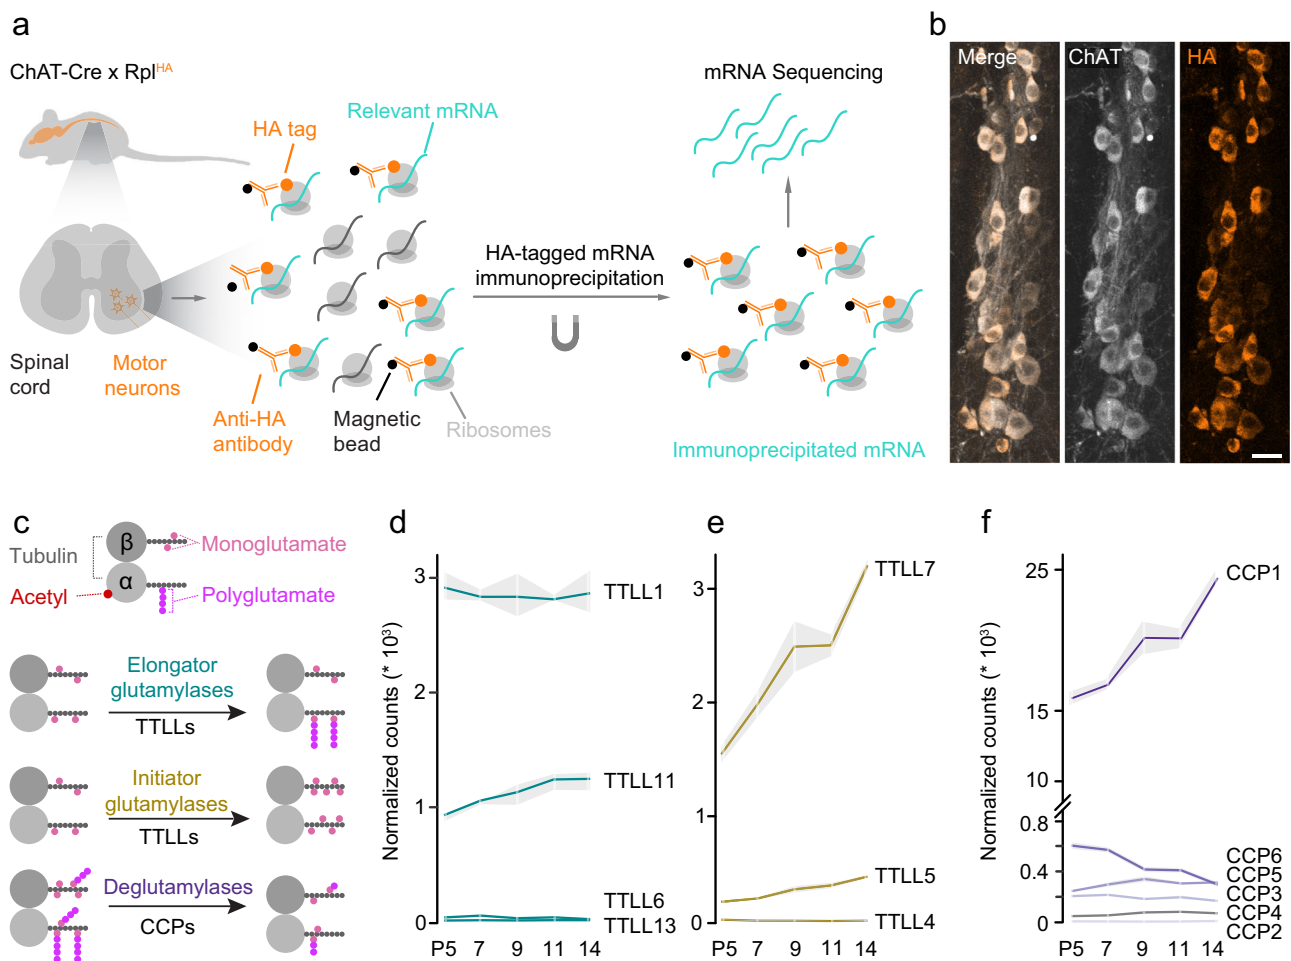 a
ChAT-Cre x Rpl^HA
HA tag
Relevant mRNA
mRNA Sequencing
HA-tagged mRNA
immunoprecipitation
Spinal
cord
Motor
neurons
Anti-HA
antibody
Magnetic
bead
Ribosomes
Immunoprecipitated mRNA
b
Merge
ChAT
HA
c
Tubulin
β
α
Monoglutamate
Acetyl
Polyglutamate
Elongator
glutamylases
TTLLs
Initiator
glutamylases
TTLLs
Deglutamylases
CCPs
d
Normalized counts (* 10³)
3
2
1
0
TTLL1
TTLL11
TTLL6
TTLL13
P5 7 9 11 14
e
Normalized counts (* 10³)
3
2
1
0
TTLL7
TTLL5
TTLL4
P5 7 9 11 14
f
Normalized counts (* 10³)
25
15
10
0.8
0.4
0
CCP1
CCP6
CCP5
CCP3
CCP4
CCP2
P5 7 9 11 14